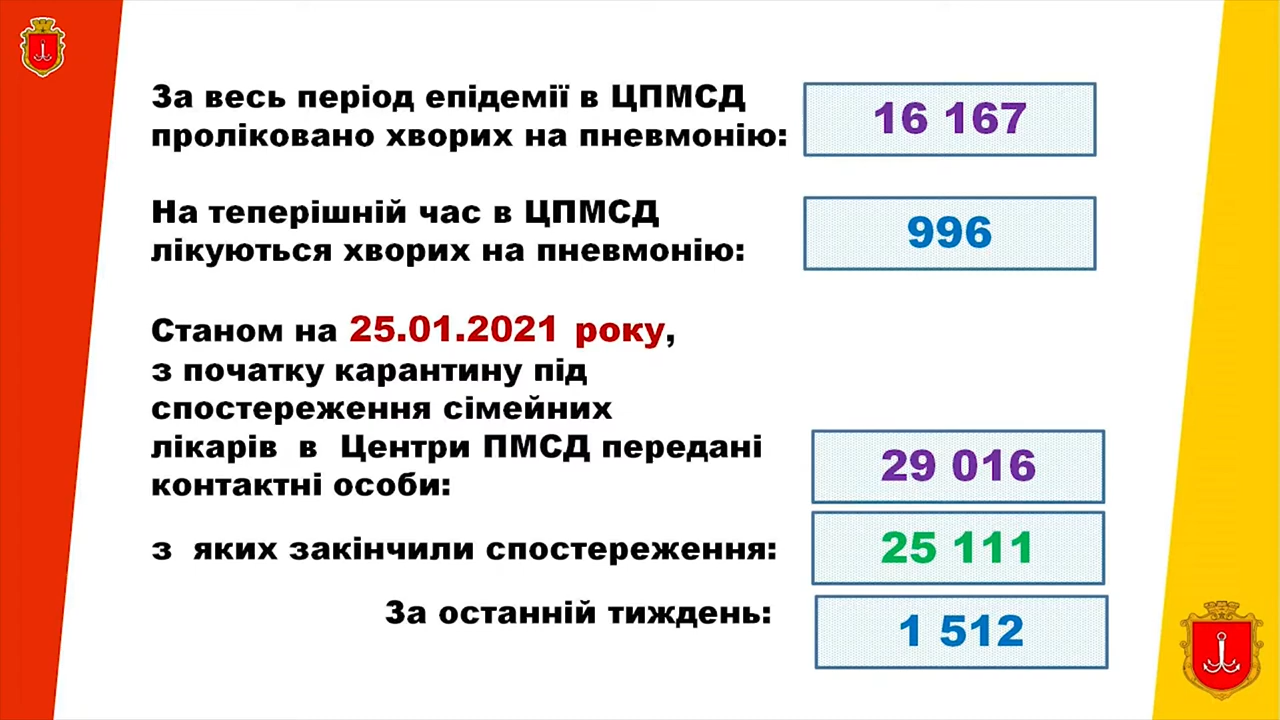 За весь період епідемії в ЦПМСД
проліковано хворих на пневмонію:
16 167
На теперішній час в ЦПМСД
лікуються хворих на пневмонію:
996
Станом на 25.01.2021 року,
з початку карантину під
спостереження сімейних
лікарів в Центри ПМСД передані
контактні особи:
29 016
з яких закінчили спостереження:
25 111
За останній тиждень:
1 512